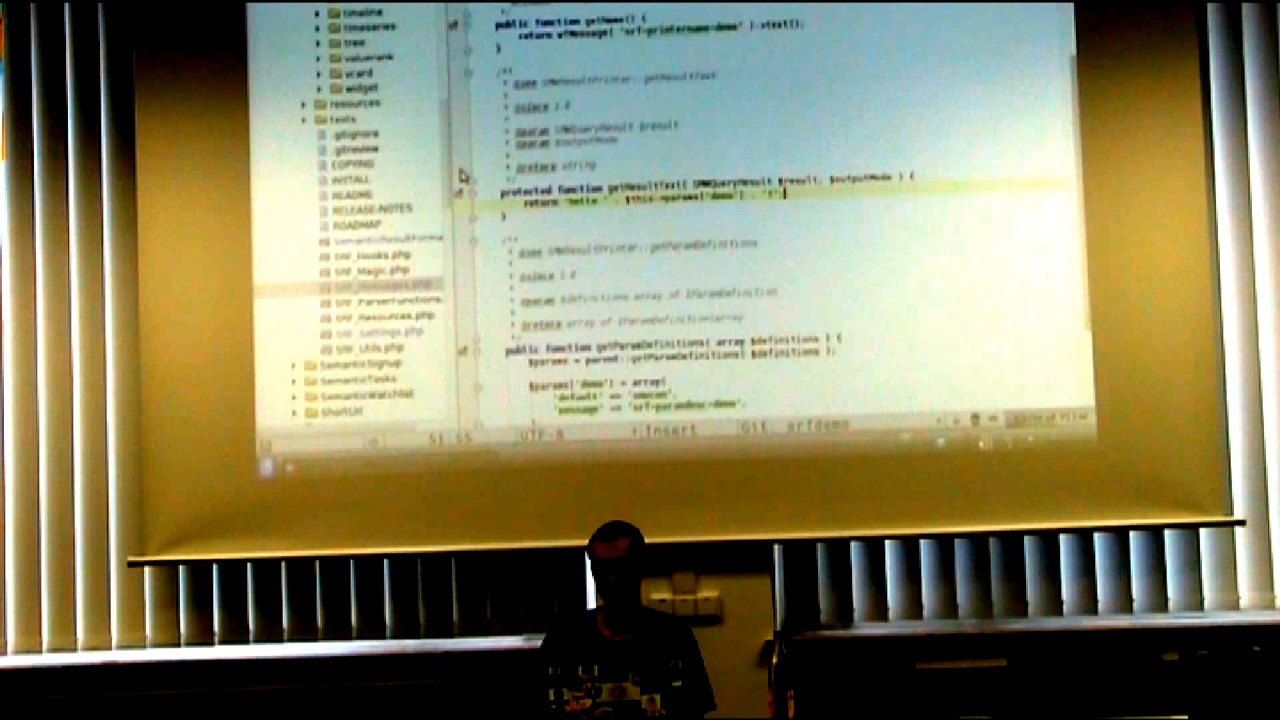 timeline
timeseries
tree
valuerank
vcard
widget
resources
tests
.gitignore
.gitreview
COPYING
INSTALL
README
RELEASE-NOTES
ROADMAP
SemanticResultForma
SRF_Hooks.php
SRF_Magic.php
SRF_Messages.php
SRF_ParserFunctions.
SRF_Resources.php
SRF_Settings.php
SRF_Utils.php
SemanticSignup
SemanticTasks
SemanticWatchlist
ShortUrl
*/
public function getName() {
return wfMessage( 'srf-printername-demo' )->text();
}
/**
* @see SMWResultPrinter::getResultText
*
* @since 1.8
*
* @param SMWQueryResult $result
* @param $outputMode
*
* @return string
*/
protected function getResultText( SMWQueryResult $result, $outputMode ) {
return 'hello ' . $this->params['demo'] . '!';
}
/**
* @see SMWResultPrinter::getParamDefinitions
*
* @since 1.8
*
* @param $definitions array of IParamDefinition
*
* @return array of IParamDefinition|array
*/
public function getParamDefinitions( array $definitions ) {
$params = parent::getParamDefinitions( $definitions );
$params['demo'] = array(
'default' => 'smwcon',
'message' => 'srf-paramdesc-demo',
51:55 UTF-8 Insert Git: srfdemo